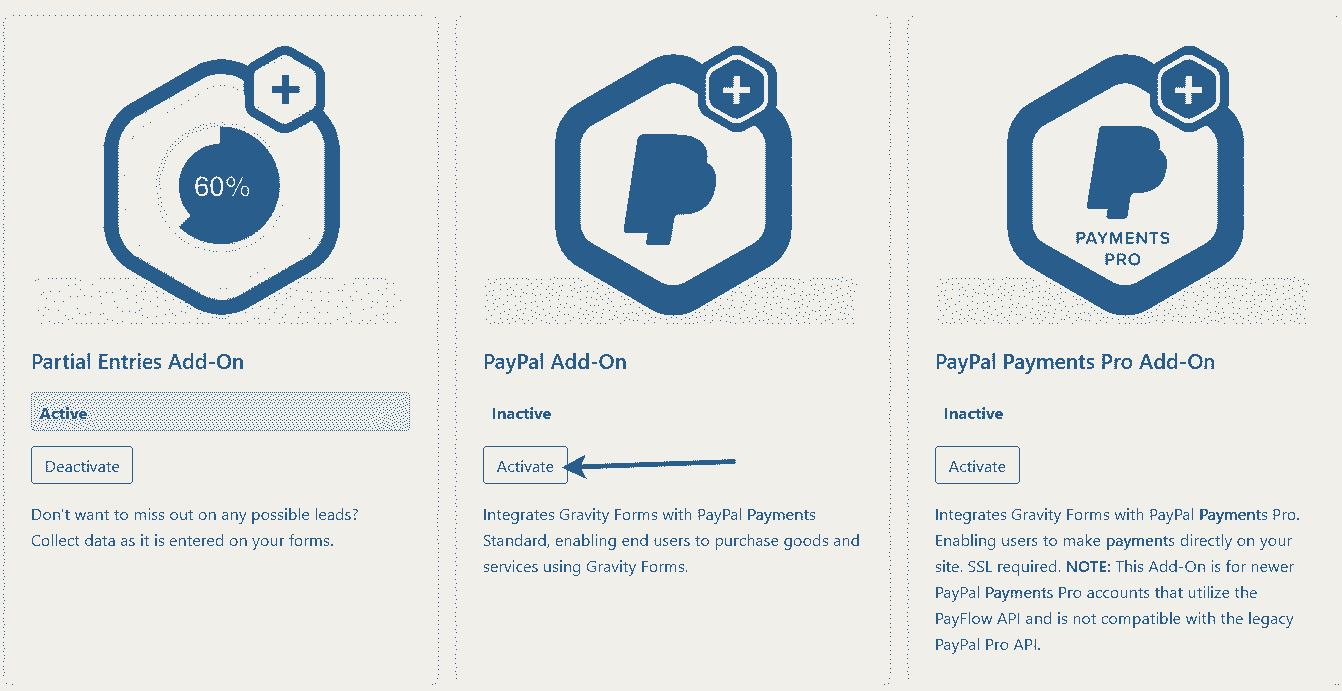 60%
PAYMENTS
PRO
Partial Entries Add-On
Active
Deactivate
Don't want to miss out on any possible leads?
Collect data as it is entered on your forms.
PayPal Add-On
Inactive
Activate
Integrates Gravity Forms with PayPal Payments
Standard, enabling end users to purchase goods and
services using Gravity Forms.
PayPal Payments Pro Add-On
Inactive
Activate
Integrates Gravity Forms with PayPal Payments Pro.
Enabling users to make payments directly on your
site. SSL required. NOTE: This Add-On is for newer
PayPal Payments Pro accounts that utilize the
PayFlow API and is not compatible with the legacy
PayPal Pro API.